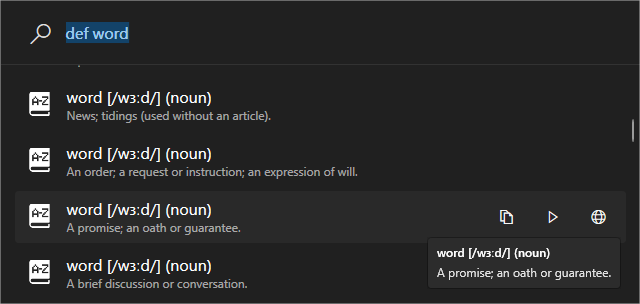 def word
A-Z
word [/wɜːd/] (noun)
News; tidings (used without an article).
A-Z
word [/wɜːd/] (noun)
An order; a request or instruction; an expression of will.
A-Z
word [/wɜːd/] (noun)
A promise; an oath or guarantee.
word [/wɜːd/] (noun)
A promise; an oath or guarantee.
A-Z
word [/wɜːd/] (noun)
A brief discussion or conversation.